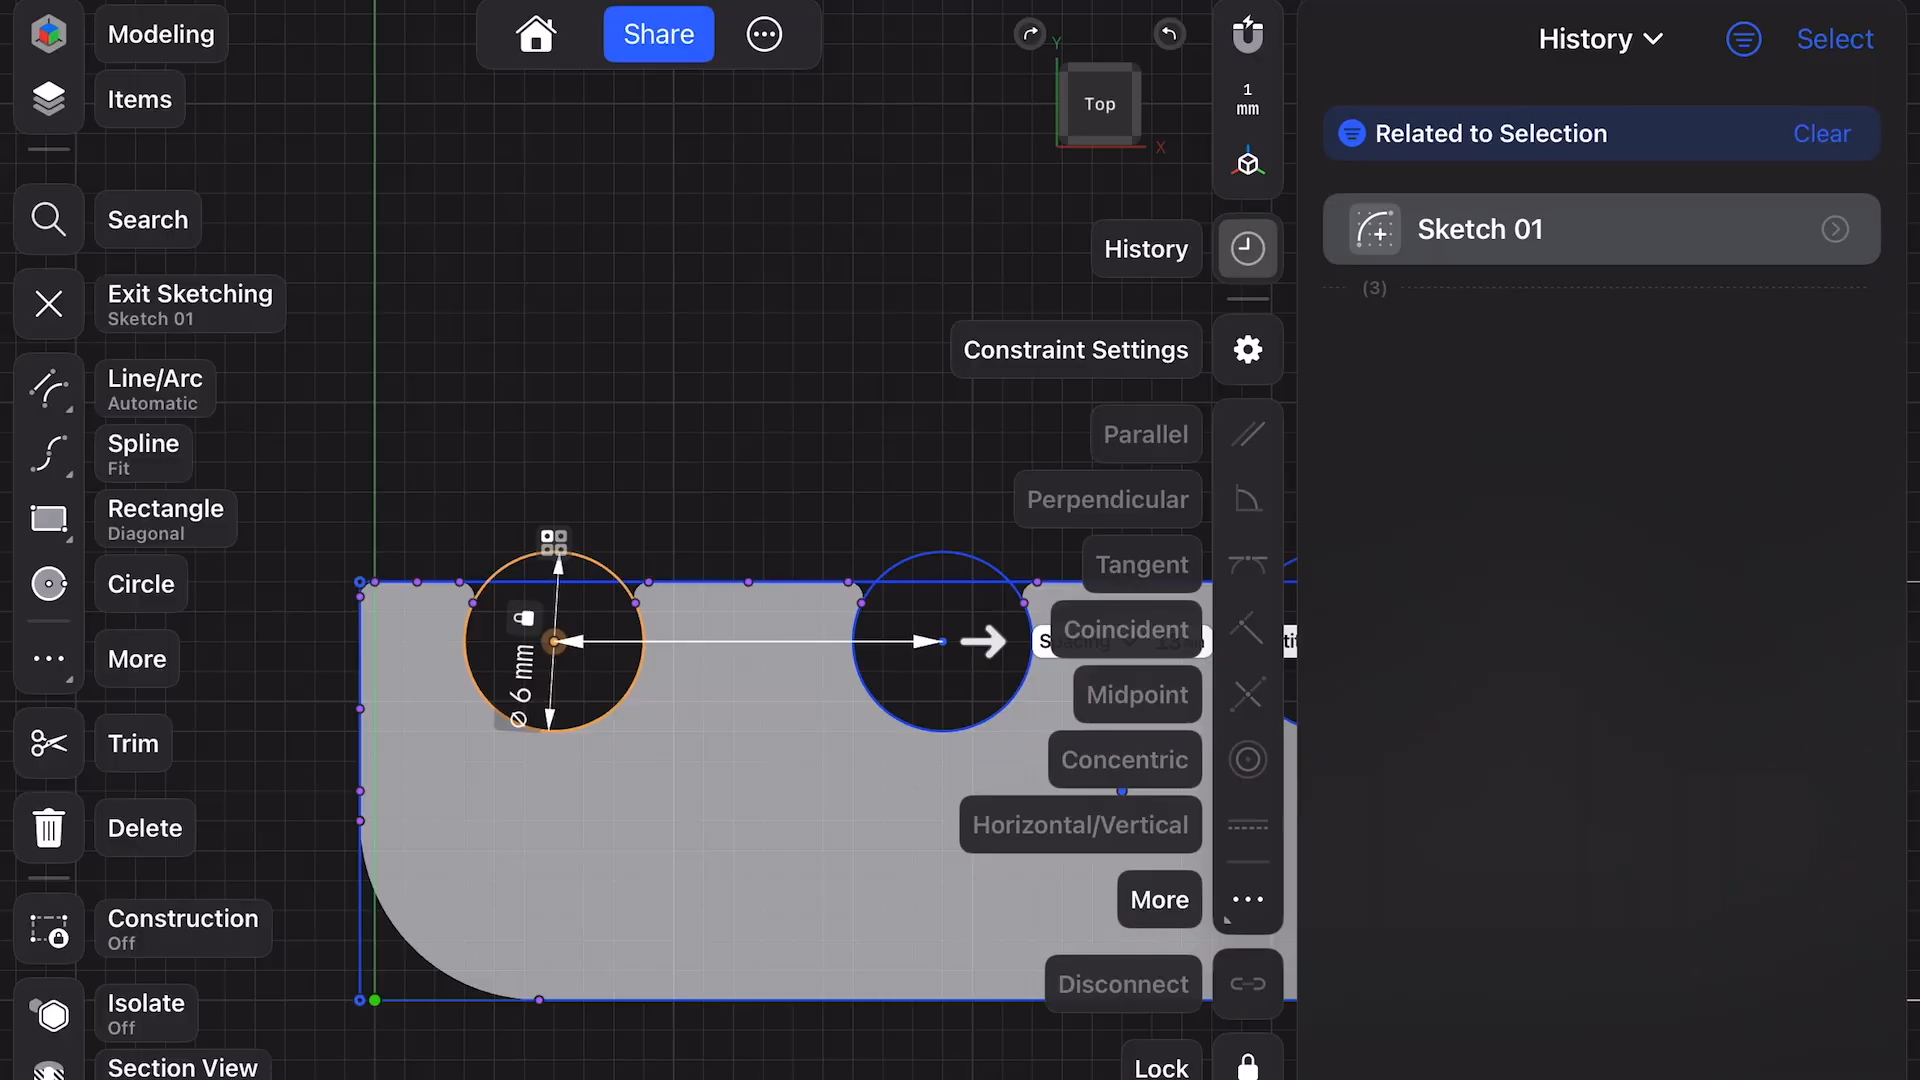 Modeling
Items
Search
Exit Sketching
Sketch 01
Line/Arc
Automatic
Spline
Fit
Rectangle
Diagonal
Circle
More
Trim
Delete
Construction
Off
Isolate
Off
Section View
Share
Y
Top
X
1
mm
History
Constraint Settings
Parallel
Perpendicular
Tangent
Coincident
Midpoint
Concentric
Horizontal/Vertical
More
Disconnect
Lock
⌀ 6 mm
History
Select
Related to Selection
Clear
Sketch 01
(3)